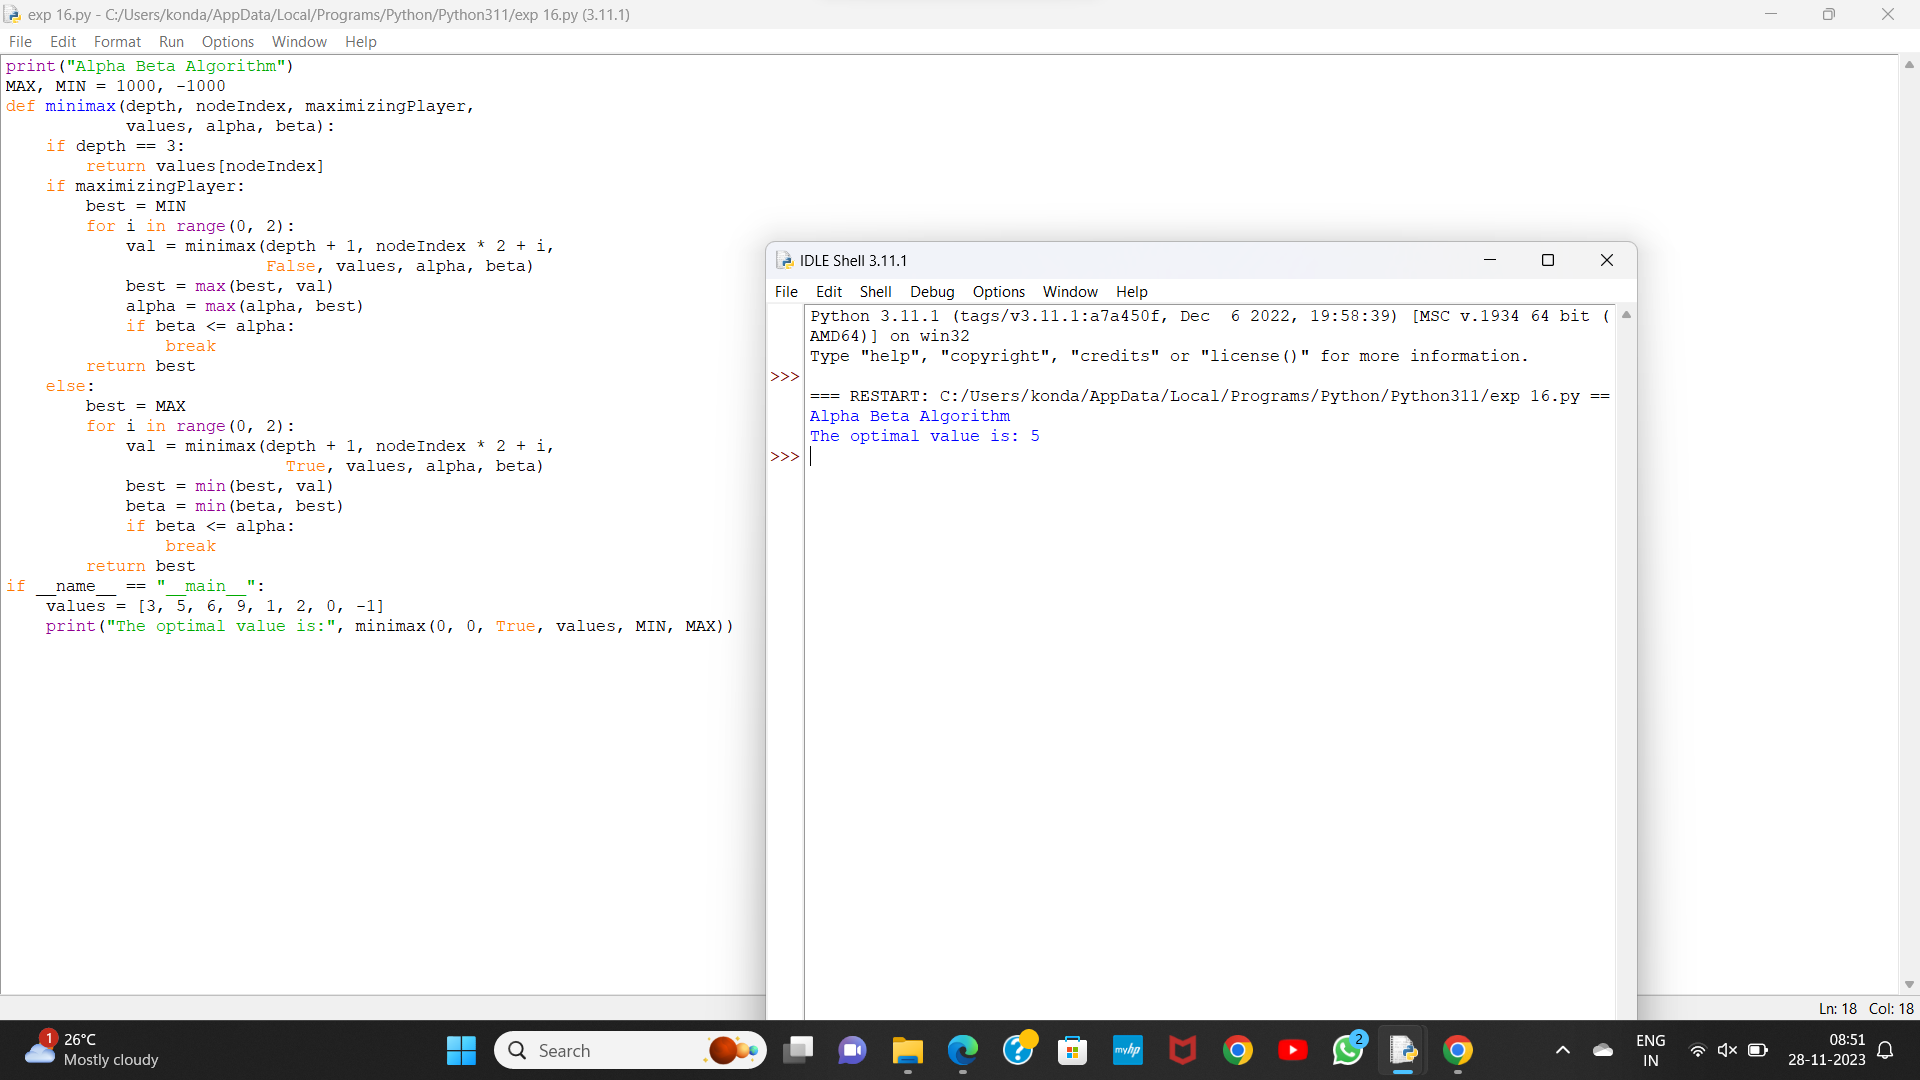 exp 16.py - C:/Users/konda/AppData/Local/Programs/Python/Python311/exp 16.py (3.11.1)
File Edit Format Run Options Window Help
print("Alpha Beta Algorithm")
MAX, MIN = 1000, -1000
def minimax(depth, nodeIndex, maximizingPlayer,
            values, alpha, beta):
    if depth == 3:
        return values[nodeIndex]
    if maximizingPlayer:
        best = MIN
        for i in range(0, 2):
            val = minimax(depth + 1, nodeIndex * 2 + i,
                          False, values, alpha, beta)
            best = max(best, val)
            alpha = max(alpha, best)
            if beta <= alpha:
                break
        return best
    else:
        best = MAX
        for i in range(0, 2):
            val = minimax(depth + 1, nodeIndex * 2 + i,
                            True, values, alpha, beta)
            best = min(best, val)
            beta = min(beta, best)
            if beta <= alpha:
                break
        return best
if __name__ == "__main__":
    values = [3, 5, 6, 9, 1, 2, 0, -1]
    print("The optimal value is:", minimax(0, 0, True, values, MIN, MAX))
IDLE Shell 3.11.1
File Edit Shell Debug Options Window Help
Python 3.11.1 (tags/v3.11.1:a7a450f, Dec  6 2022, 19:58:39) [MSC v.1934 64 bit (
AMD64)] on win32
Type "help", "copyright", "credits" or "license()" for more information.
>>>
=== RESTART: C:/Users/konda/AppData/Local/Programs/Python/Python311/exp 16.py ==
Alpha Beta Algorithm
The optimal value is: 5
>>>
Ln: 18 Col: 18
1
26°C
Mostly cloudy
Search
myhp
2
ENG
IN
08:51
28-11-2023